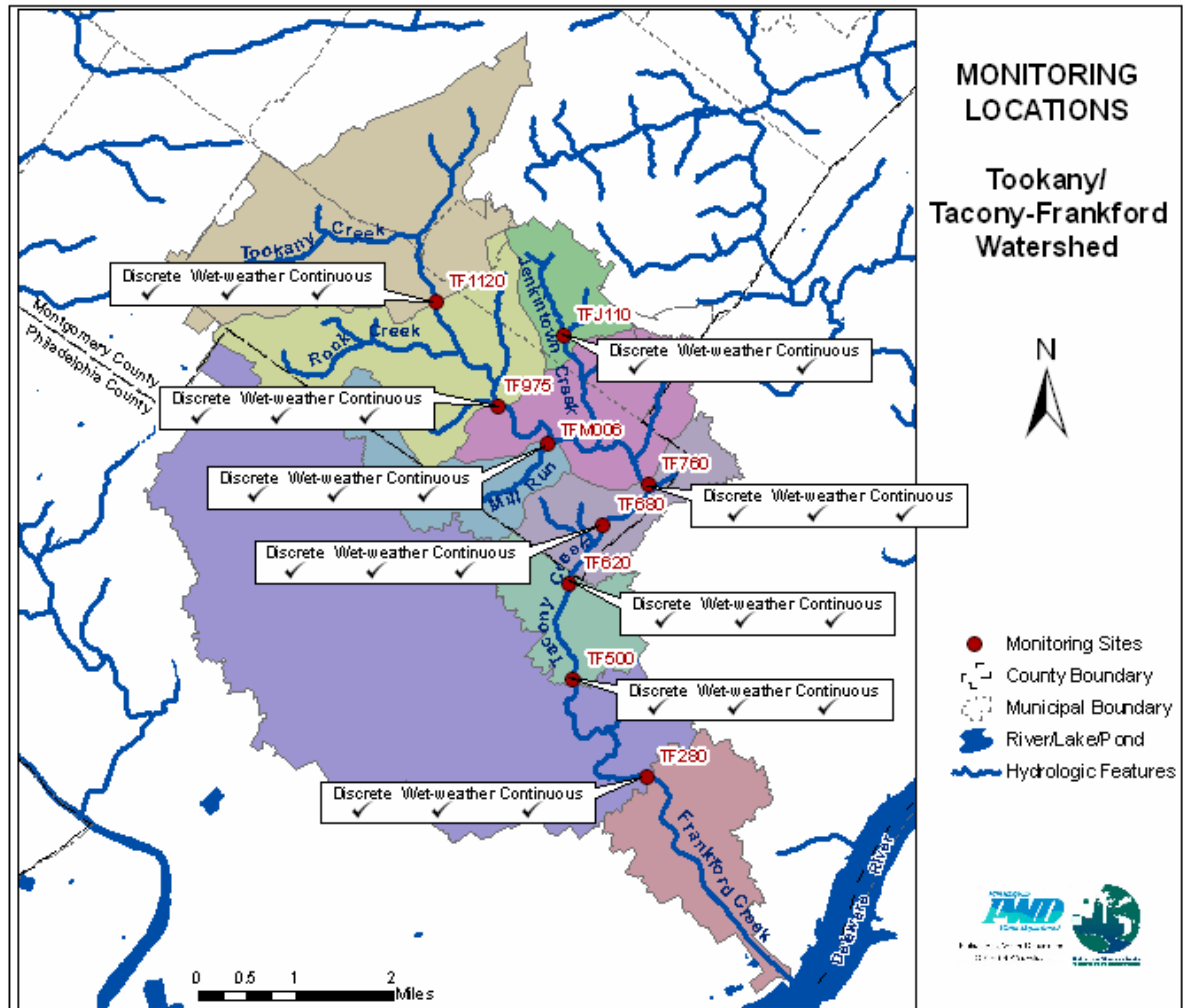 MONITORING
LOCATIONS
Tookany/
Tacony-Frankford
Watershed
N
Tookany Creek
Discrete Wet-weather Continuous
✓ ✓ ✓
TF1120
Jenkintown Creek
TFJ110
Discrete Wet-weather Continuous
✓ ✓
Montgomery County
Philadelphia County
Rock Creek
TF975
Discrete Wet-weather Continuous
✓ ✓ ✓
TFM006
Discrete Wet-weather Continuous
✓ ✓ ✓
Mill Run
TF760
Discrete Wet-weather Continuous
✓ ✓ ✓
TF680
Discrete Wet-weather Continuous
✓ ✓ ✓
TF620
Discrete Wet-weather Continuous
✓ ✓ ✓
Tacony Creek
TF500
Discrete Wet-weather Continuous
✓ ✓ ✓
TF280
Discrete Wet-weather Continuous
✓ ✓ ✓
Frankford Creek
Delaware River
Monitoring Sites
County Boundary
Municipal Boundary
River/Lake/Pond
Hydrologic Features
0 0.5 1 2
Miles
PWD